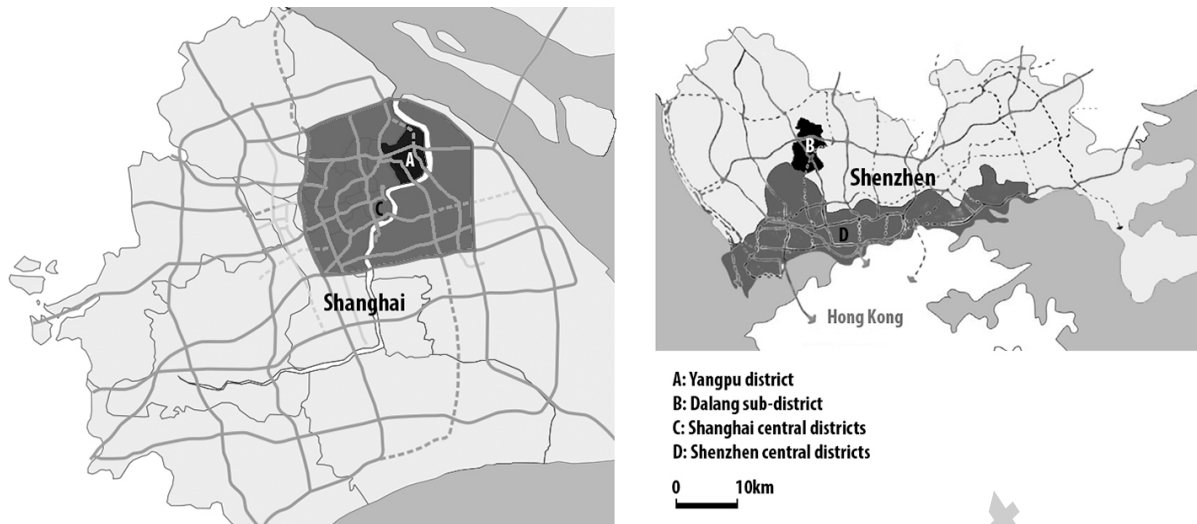 A
C
Shanghai
B
Shenzhen
D
Hong Kong
A: Yangpu district
B: Dalang sub-district
C: Shanghai central districts
D: Shenzhen central districts
0 10km